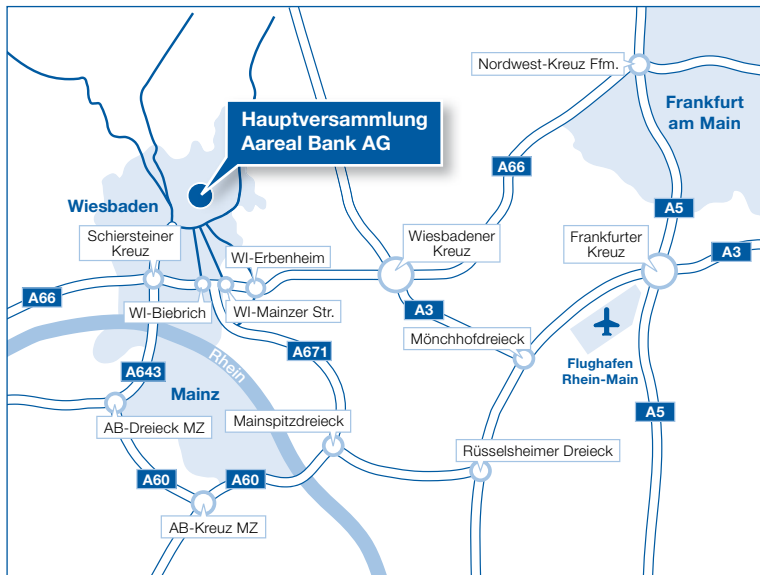 Nordwest-Kreuz Ffm.
Frankfurt
am Main
Hauptversammlung
Aareal Bank AG
A66
Wiesbaden
A5
Schiersteiner
Kreuz
Wiesbadener
Kreuz
Frankfurter
Kreuz
A3
WI-Erbenheim
A66
WI-Biebrich
WI-Mainzer Str.
A3
Mönchhofdreieck
Rhein
A671
Flughafen
Rhein-Main
A643
Mainz
A5
AB-Dreieck MZ
Mainspitzdreieck
Rüsselsheimer Dreieck
A60
A60
AB-Kreuz MZ